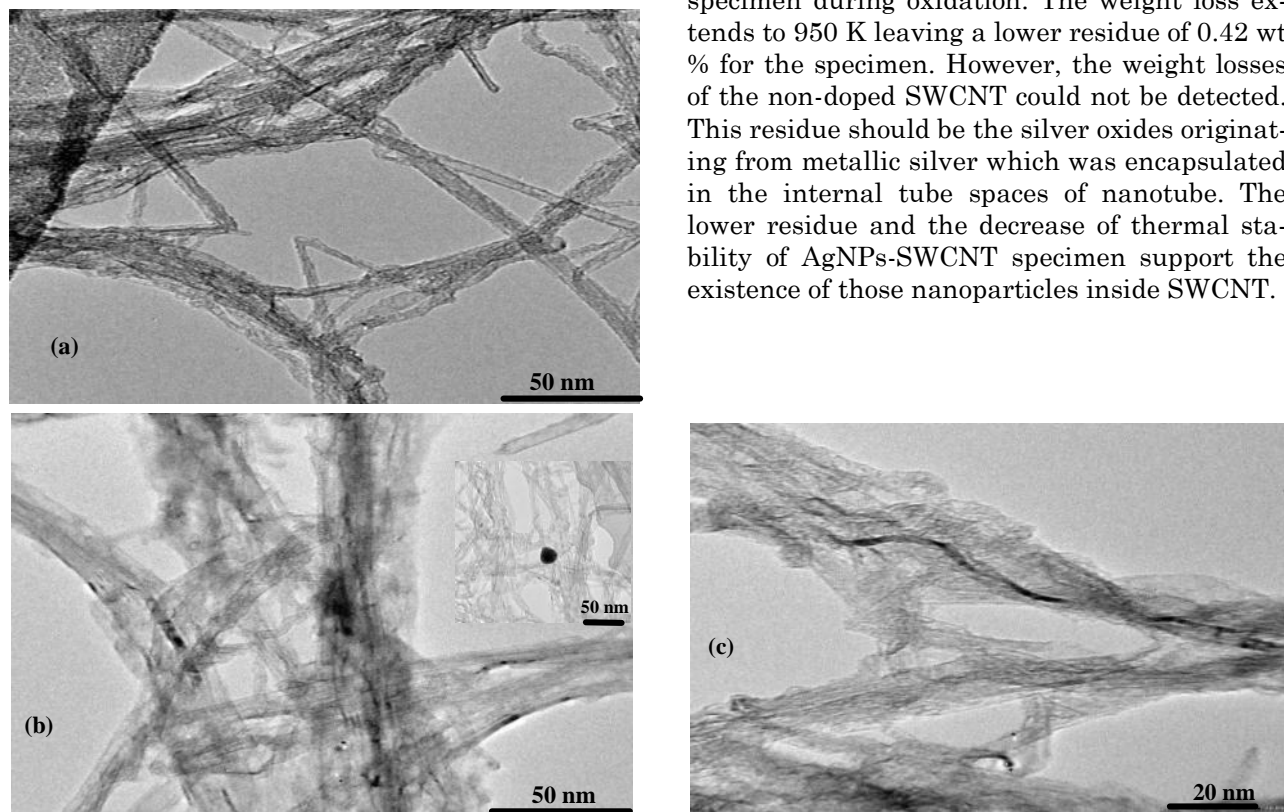 specimen during oxidation. The weight loss ex-
tends to 950 K leaving a lower residue of 0.42 wt
% for the specimen. However, the weight losses
of the non-doped SWCNT could not be detected.
This residue should be the silver oxides originat-
ing from metallic silver which was encapsulated
in the internal tube spaces of nanotube. The
lower residue and the decrease of thermal sta-
bility of AgNPs-SWCNT specimen support the
existence of those nanoparticles inside SWCNT.
(a)
50 nm
50 nm
(b)
50 nm
(c)
20 nm